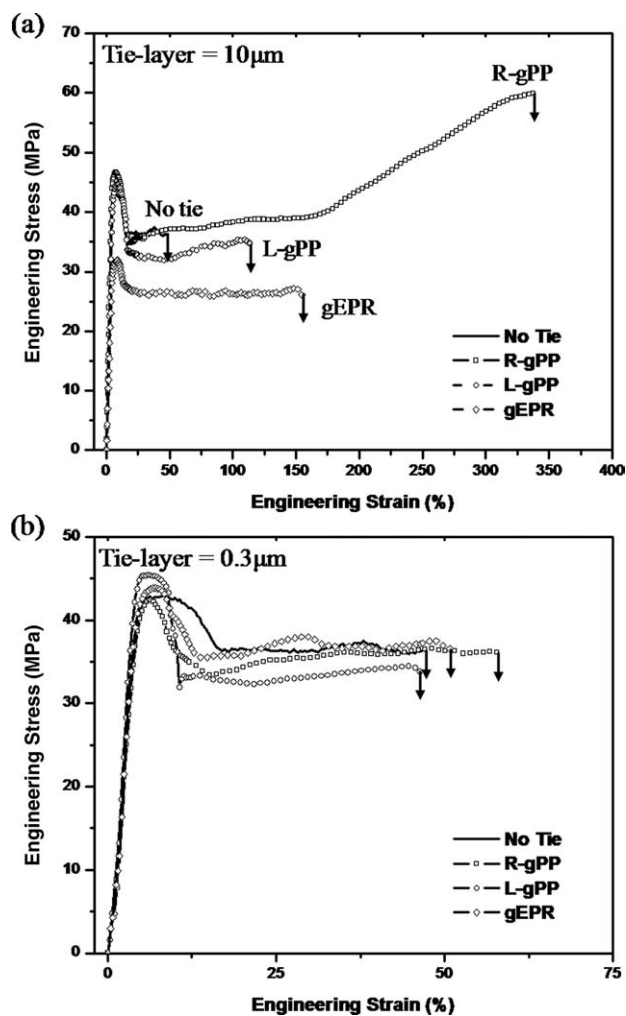 (a)
Tie-layer = 10μm
70
60
50
40
30
20
10
0
Engineering Stress (MPa)
R-gPP
No tie
L-gPP
gEPR
No Tie
R-gPP
L-gPP
gEPR
0 50 100 150 200 250 300 350 400
Engineering Strain (%)
(b)
Tie-layer = 0.3μm
50
40
30
20
10
0
Engineering Stress (MPa)
No Tie
R-gPP
L-gPP
gEPR
0 25 50 75
Engineering Strain (%)